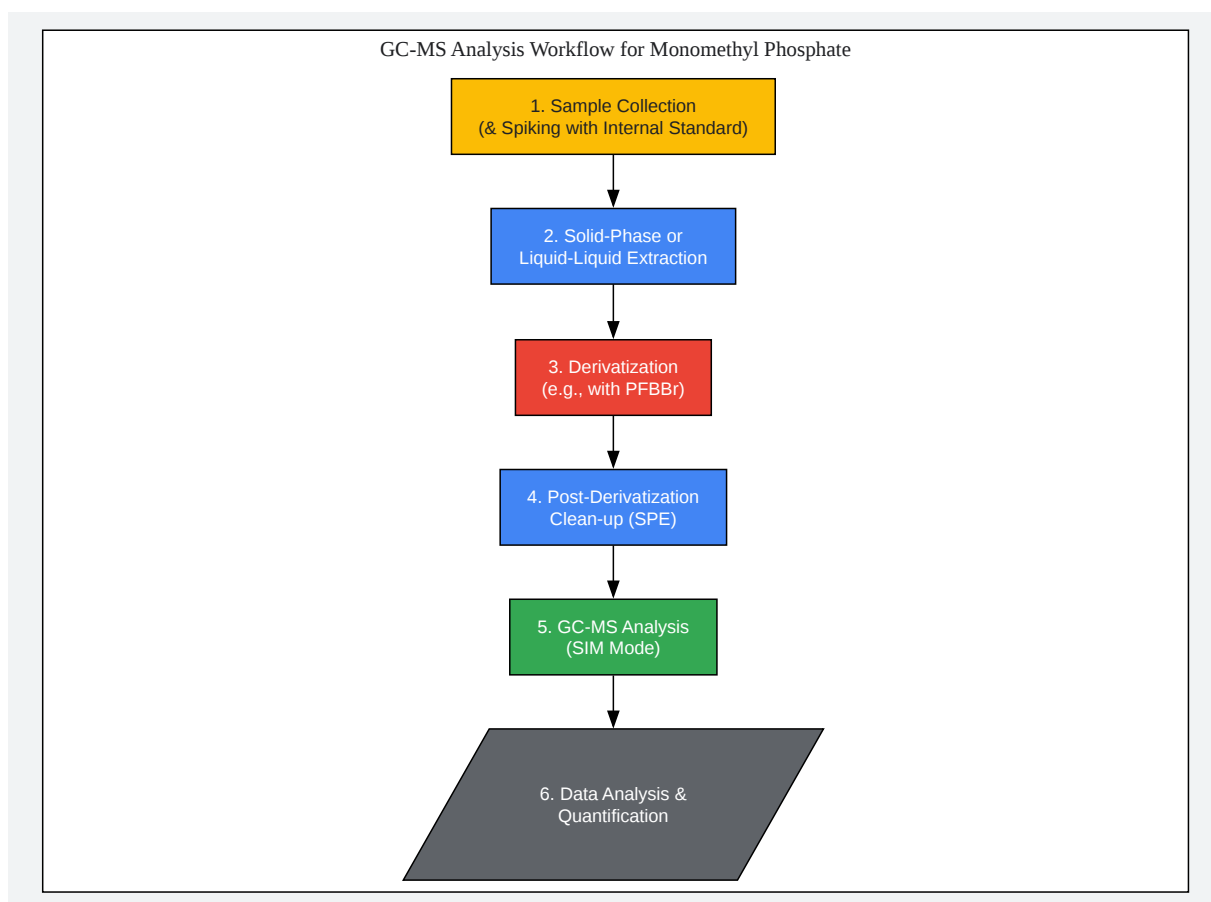 GC-MS Analysis Workflow for Monomethyl Phosphate
1. Sample Collection
(& Spiking with Internal Standard)
2. Solid-Phase or
Liquid-Liquid Extraction
3. Derivatization
(e.g., with PFBBr)
4. Post-Derivatization
Clean-up (SPE)
5. GC-MS Analysis
(SIM Mode)
6. Data Analysis &
Quantification